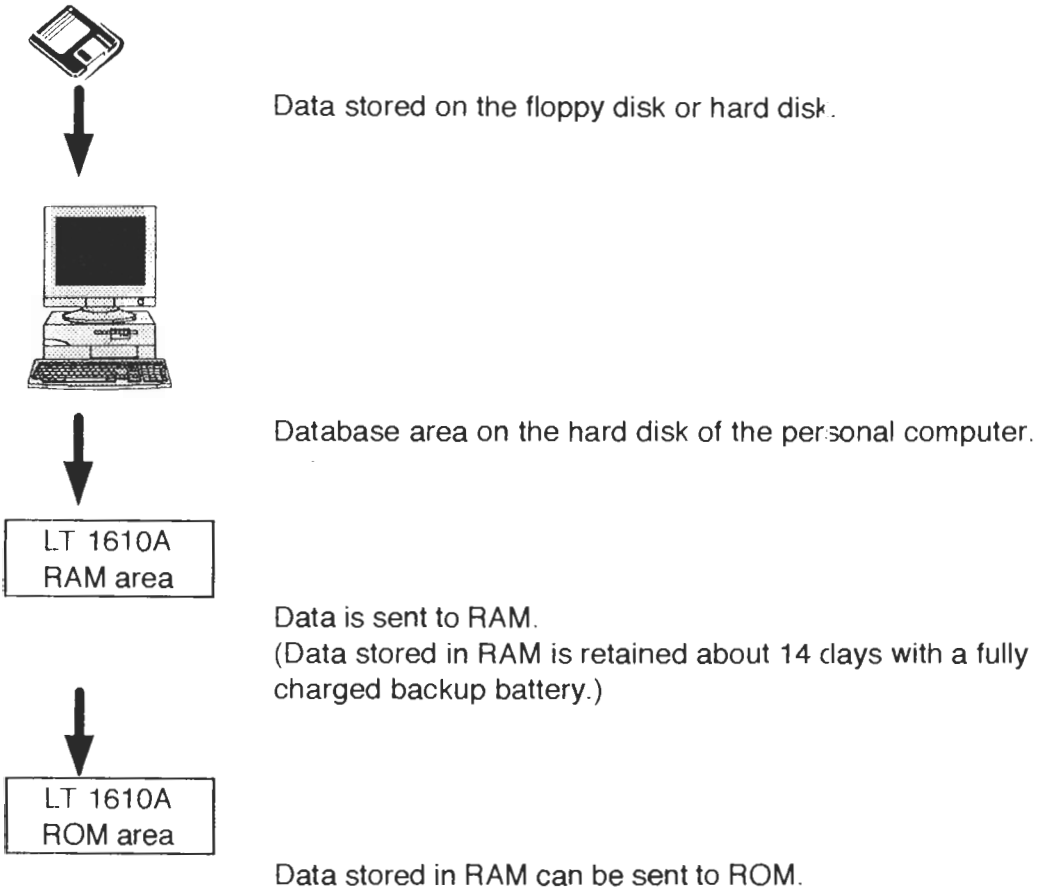 Data stored on the floppy disk or hard disk.
Database area on the hard disk of the personal computer.
LT 1610A
RAM area
Data is sent to RAM.
(Data stored in RAM is retained about 14 days with a fully
charged backup battery.)
LT 1610A
ROM area
Data stored in RAM can be sent to ROM.